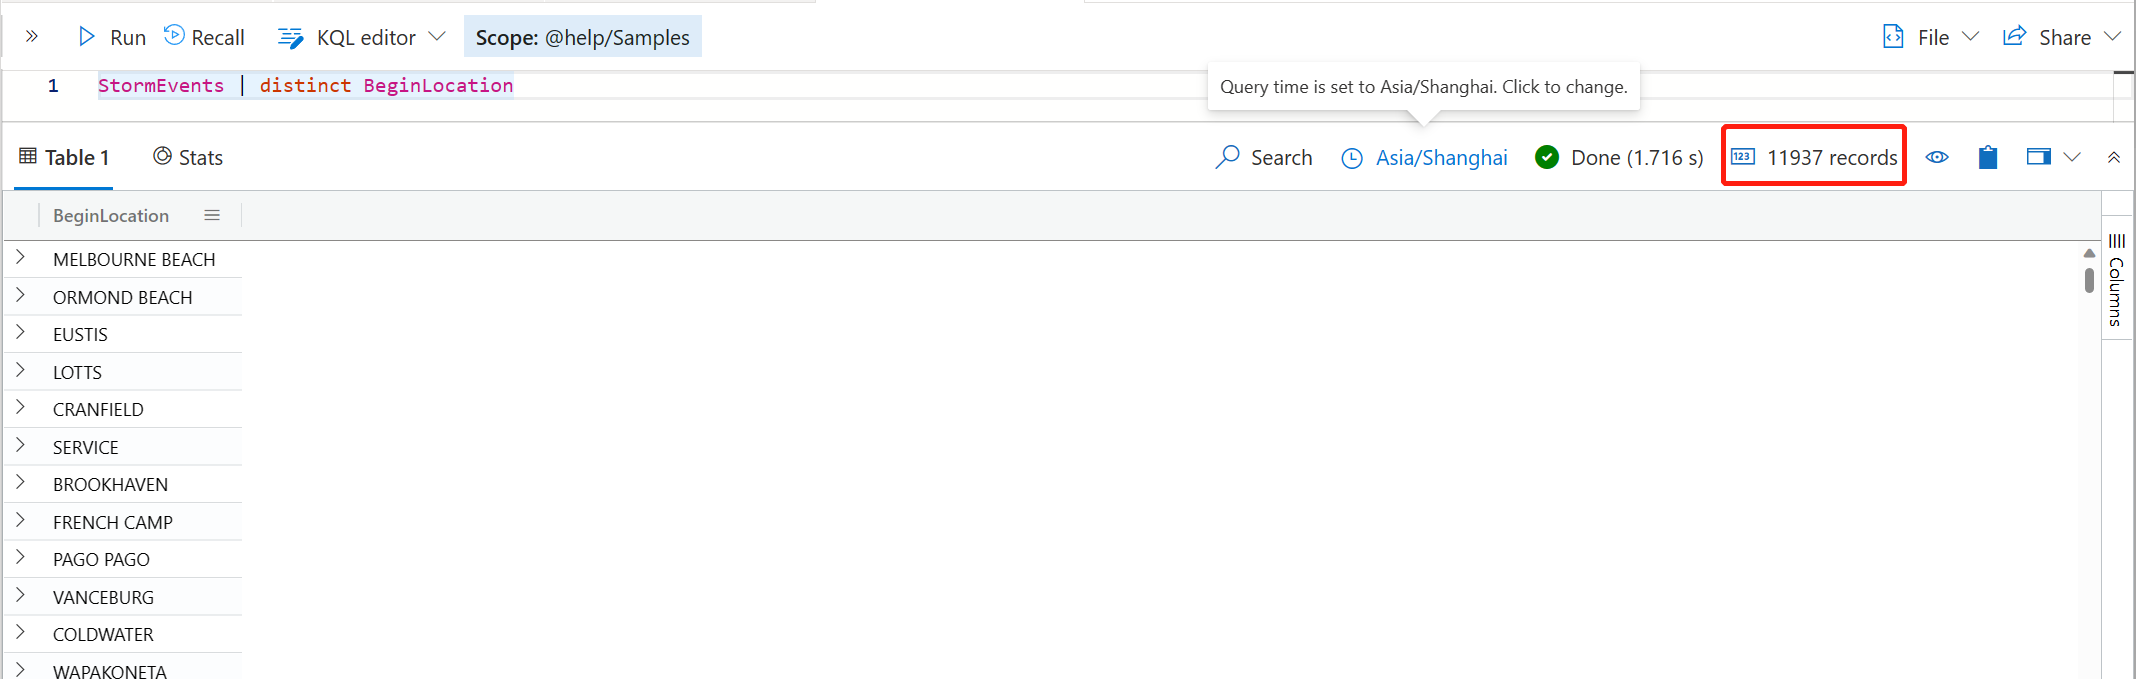 Run Recall KQL editor Scope: @help/Samples File Share
1 StormEvents | distinct BeginLocation
Query time is set to Asia/Shanghai. Click to change.
Table 1 Stats Search Asia/Shanghai Done (1.716 s) 123 11937 records
BeginLocation
MELBOURNE BEACH
ORMOND BEACH
EUSTIS
LOTTS
CRANFIELD
SERVICE
BROOKHAVEN
FRENCH CAMP
PAGO PAGO
VANCEBURG
COLDWATER
WAPAKONETA
Columns